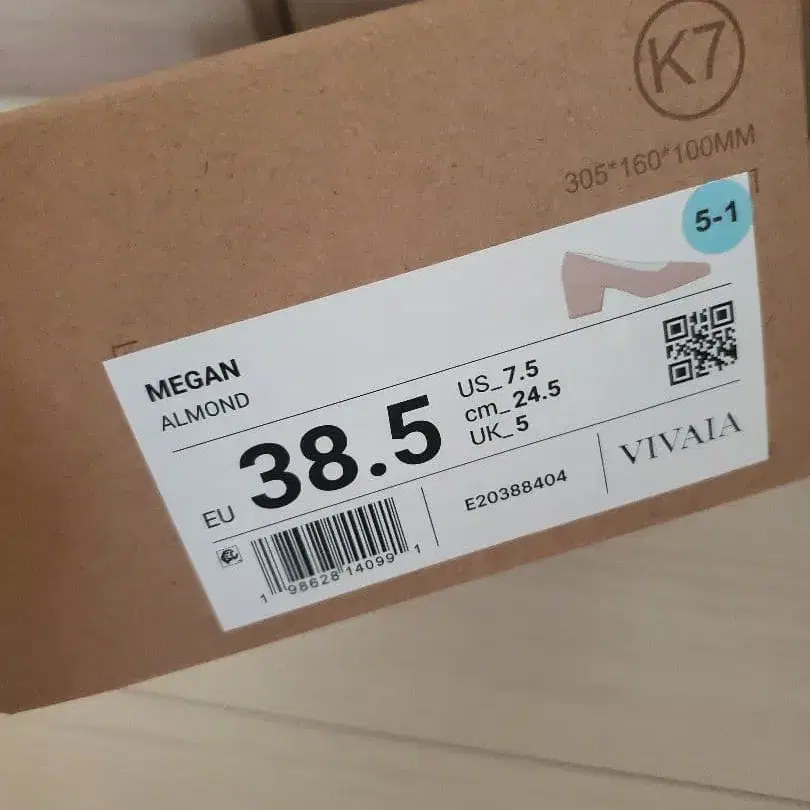 K7
305*160*100MM
5-1
MEGAN
ALMOND
EU 38.5
US_7.5
cm_24.5
UK_5
E20388404
VIVAIA
1 98628 14099 1